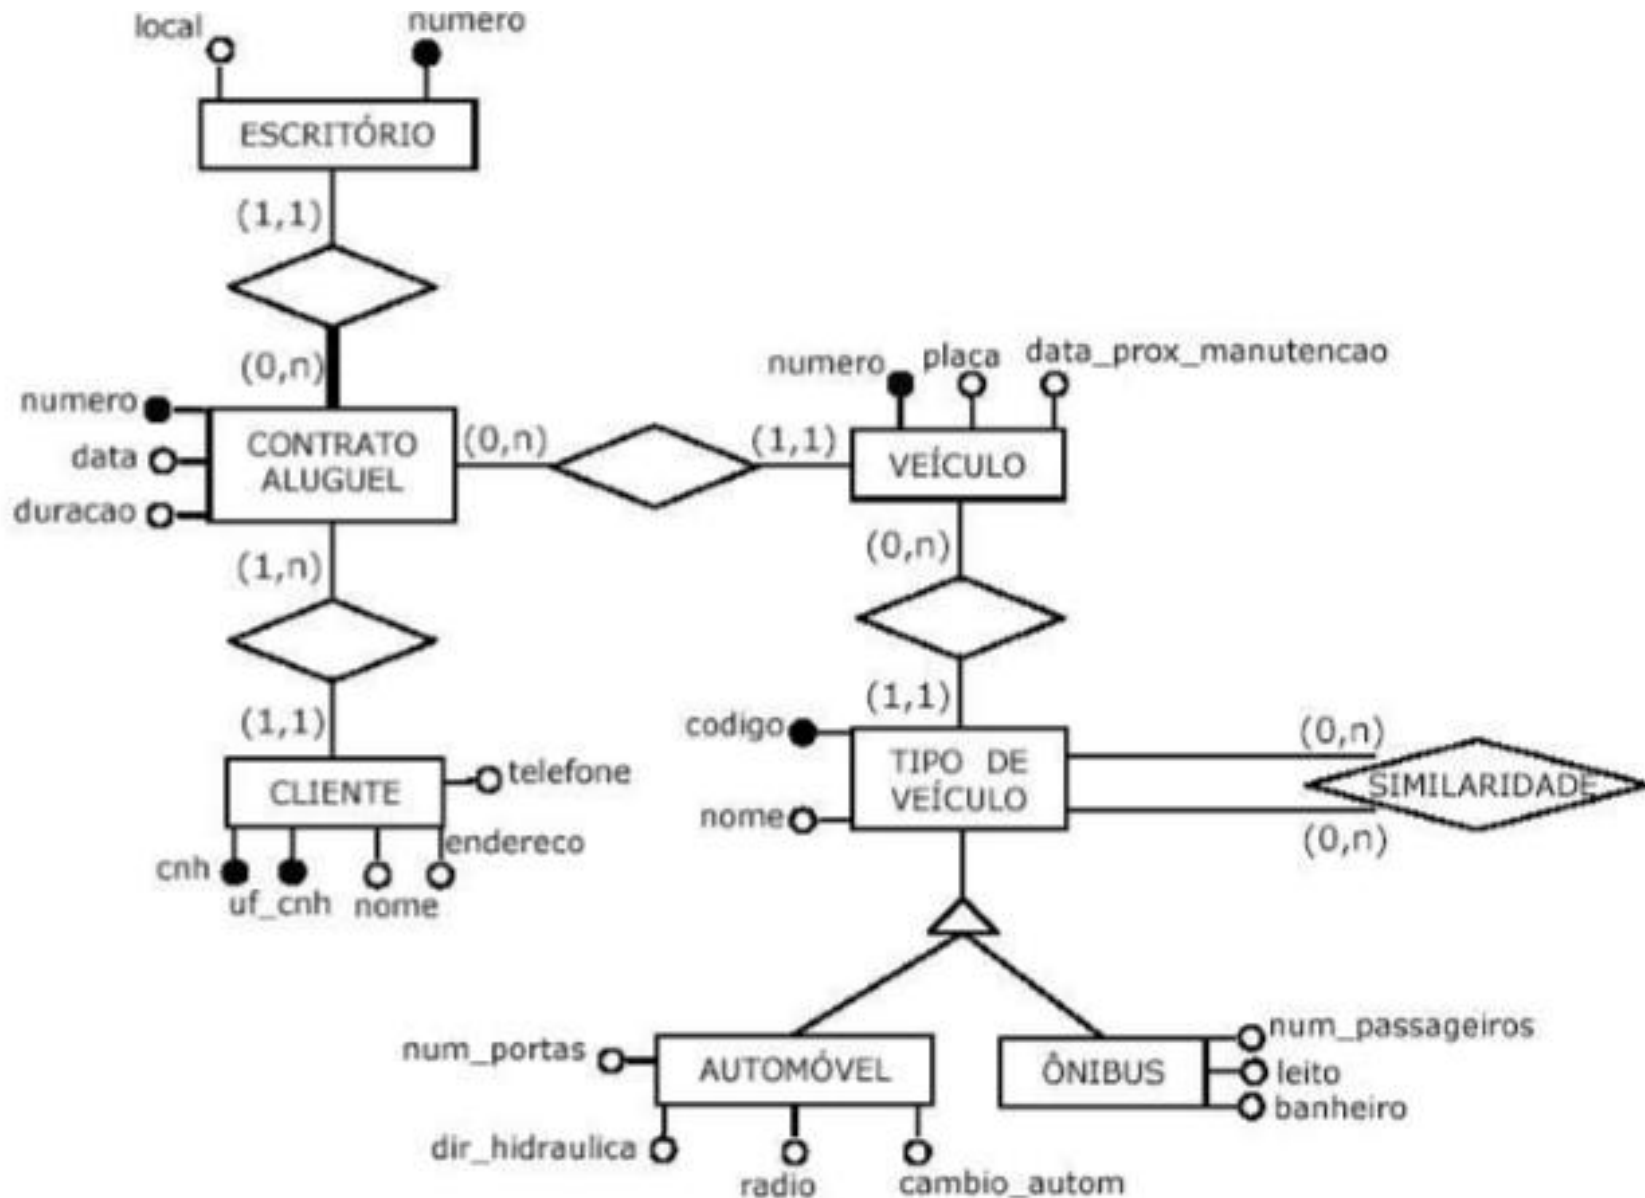 local
numero
ESCRITÓRIO
(1,1)
(0,n)
numero
data
duracao
CONTRATO
ALUGUEL
(0,n)
(1,1)
numero
placa
data_prox_manutencao
VEÍCULO
(1,n)
(0,n)
(1,1)
(1,1)
CLIENTE
telefone
cnh
uf_cnh
nome
endereco
codigo
nome
TIPO DE
VEÍCULO
(0,n)
SIMILARIDADE
(0,n)
num_portas
AUTOMÓVEL
dir_hidraulica
radio
cambio_autom
ÔNIBUS
num_passageiros
leito
banheiro